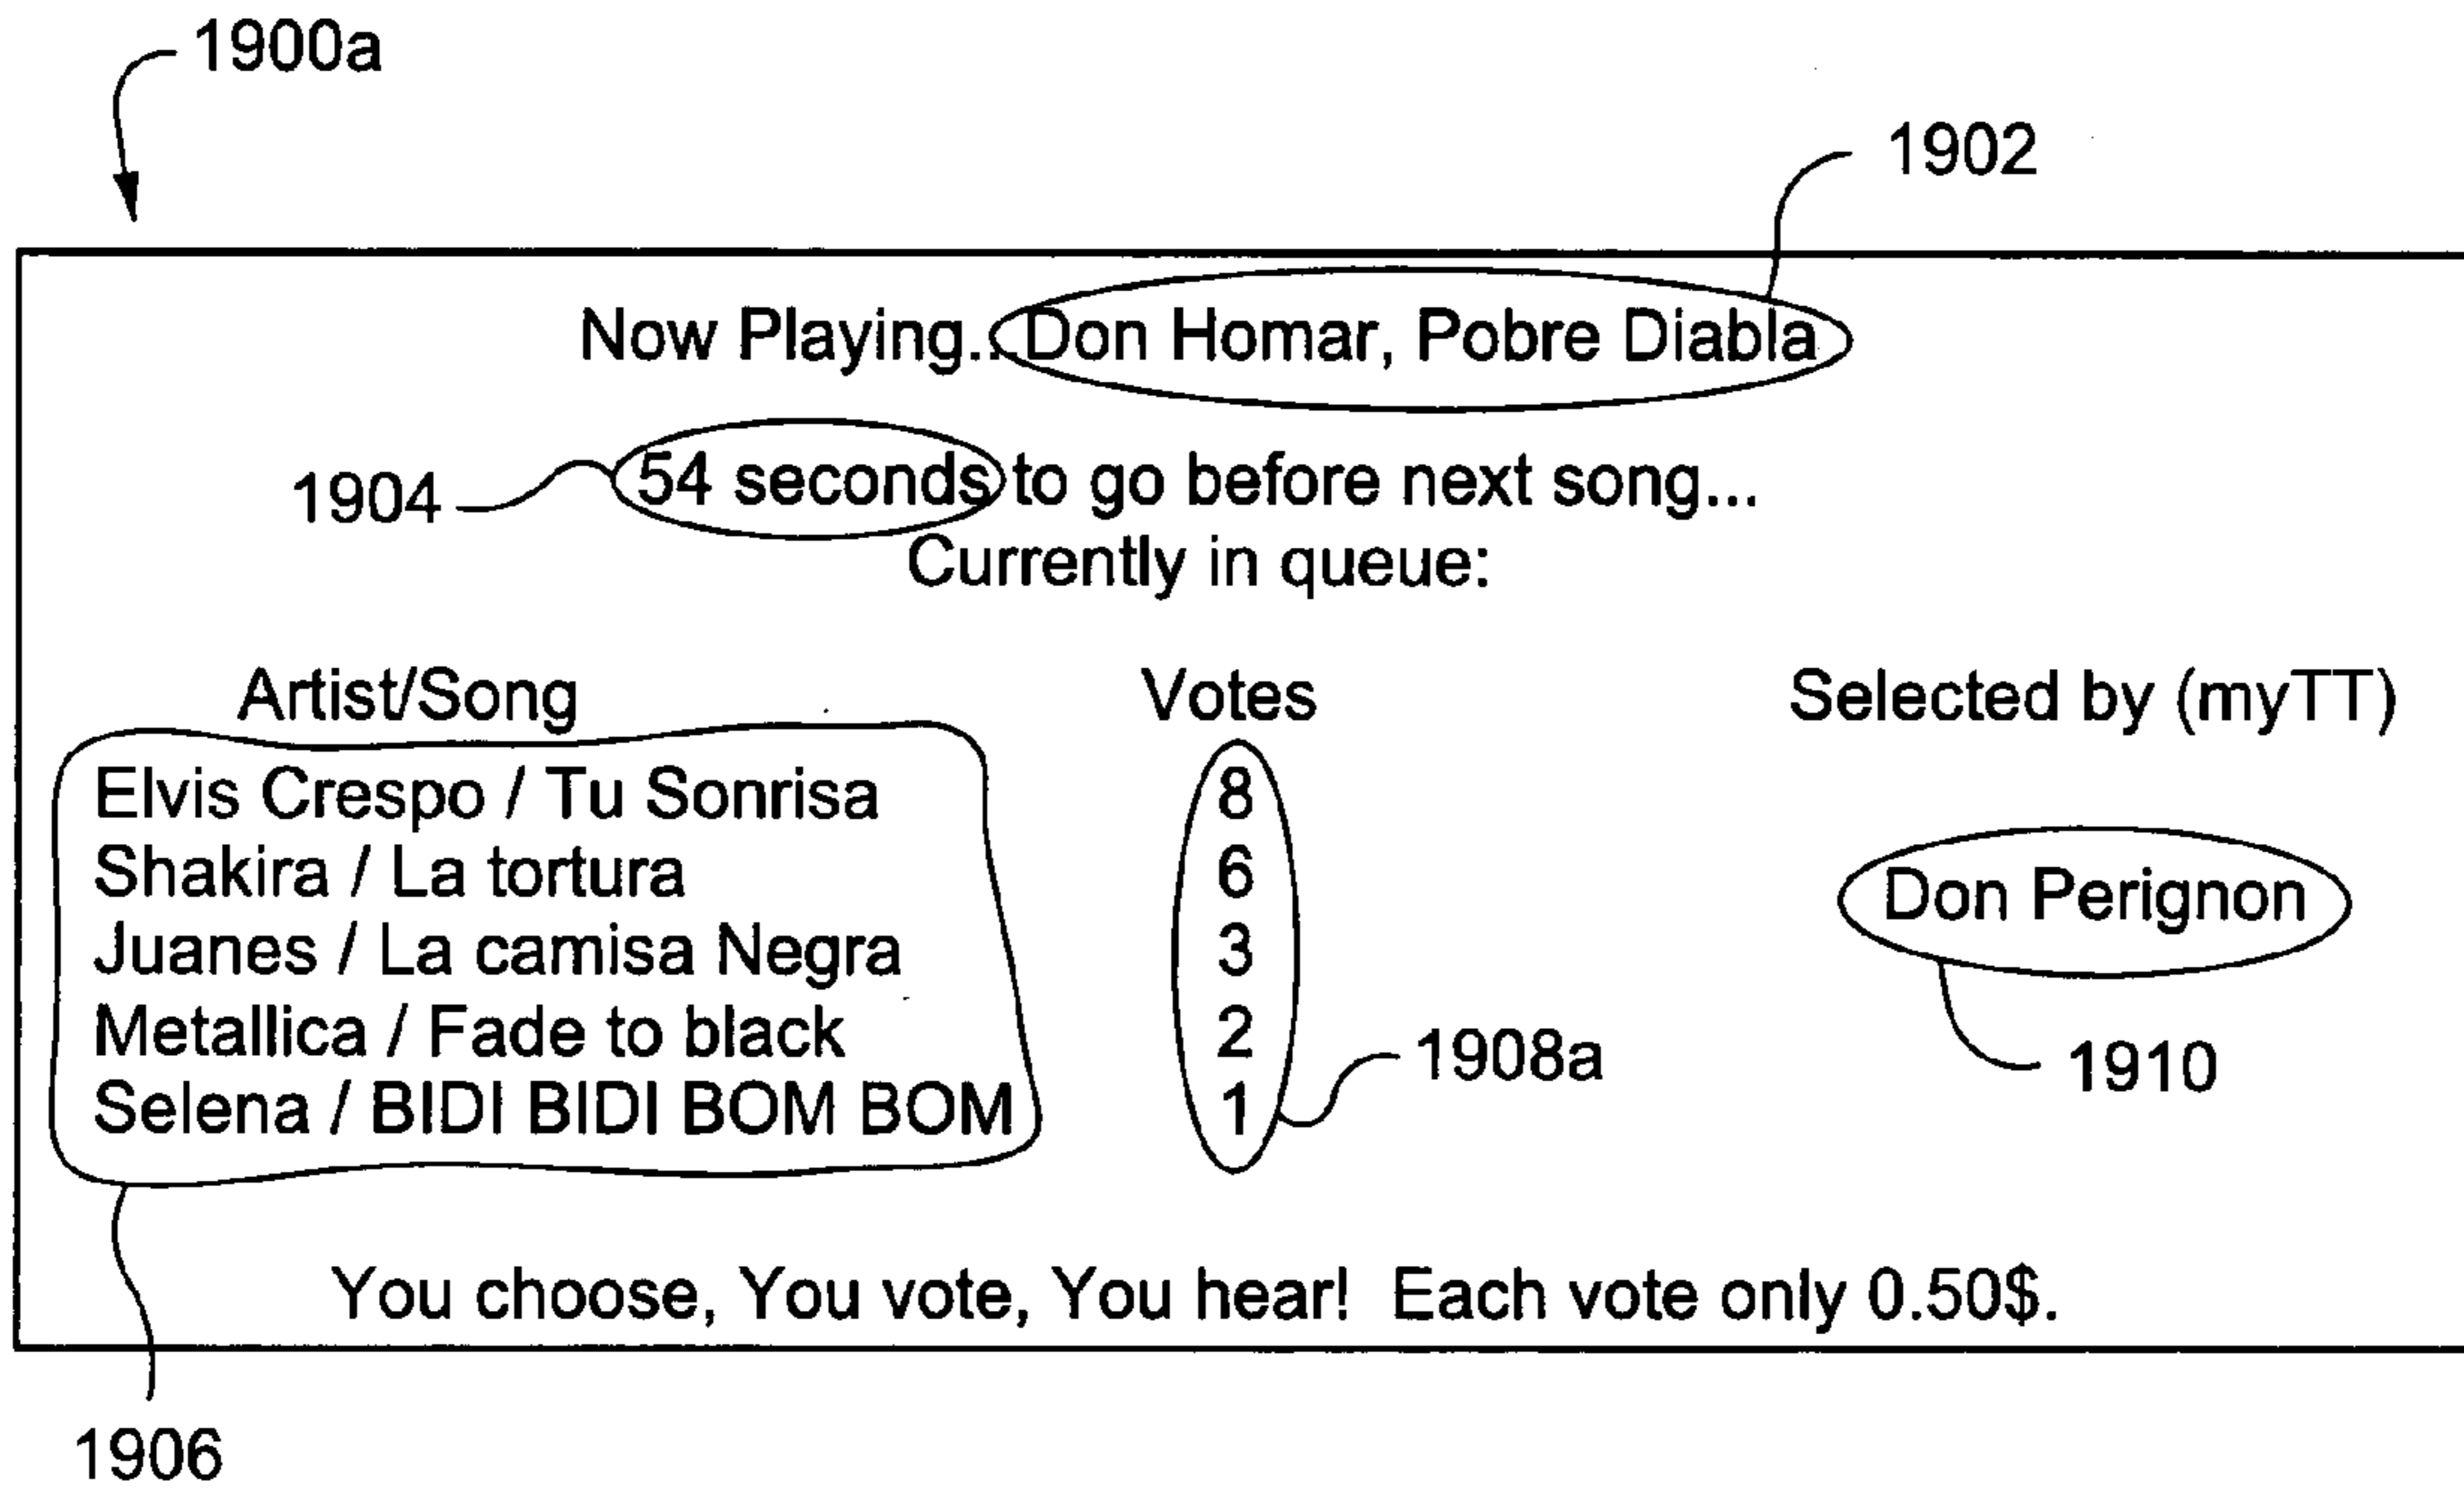 1900a
1902
Now Playing...Don Homar, Pobre Diabla
1904
54 seconds to go before next song...
Currently in queue:
Artist/Song Votes Selected by (myTT)
Elvis Crespo / Tu Sonrisa 8
Shakira / La tortura 6
Don Perignon
Juanes / La camisa Negra 3
Metallica / Fade to black 2
1908a
1910
Selena / BIDI BIDI BOM BOM 1
You choose, You vote, You hear! Each vote only 0.50$.
1906